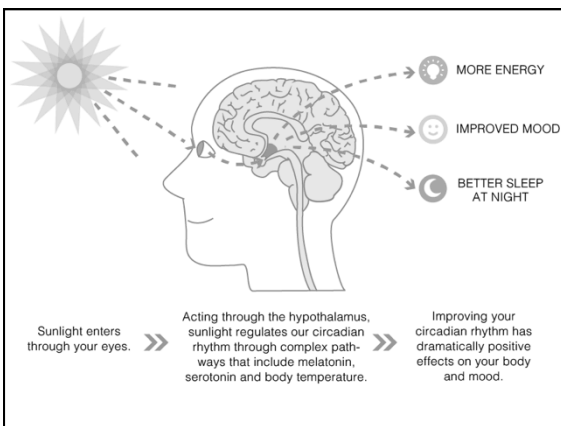 MORE ENERGY
IMPROVED MOOD
BETTER SLEEP
AT NIGHT
Sunlight enters
through your eyes.
Acting through the hypothalamus,
sunlight regulates our circadian
rhythm through complex path-
ways that include melatonin,
serotonin and body temperature.
Improving your
circadian rhythm has
dramatically positive
effects on your body
and mood.